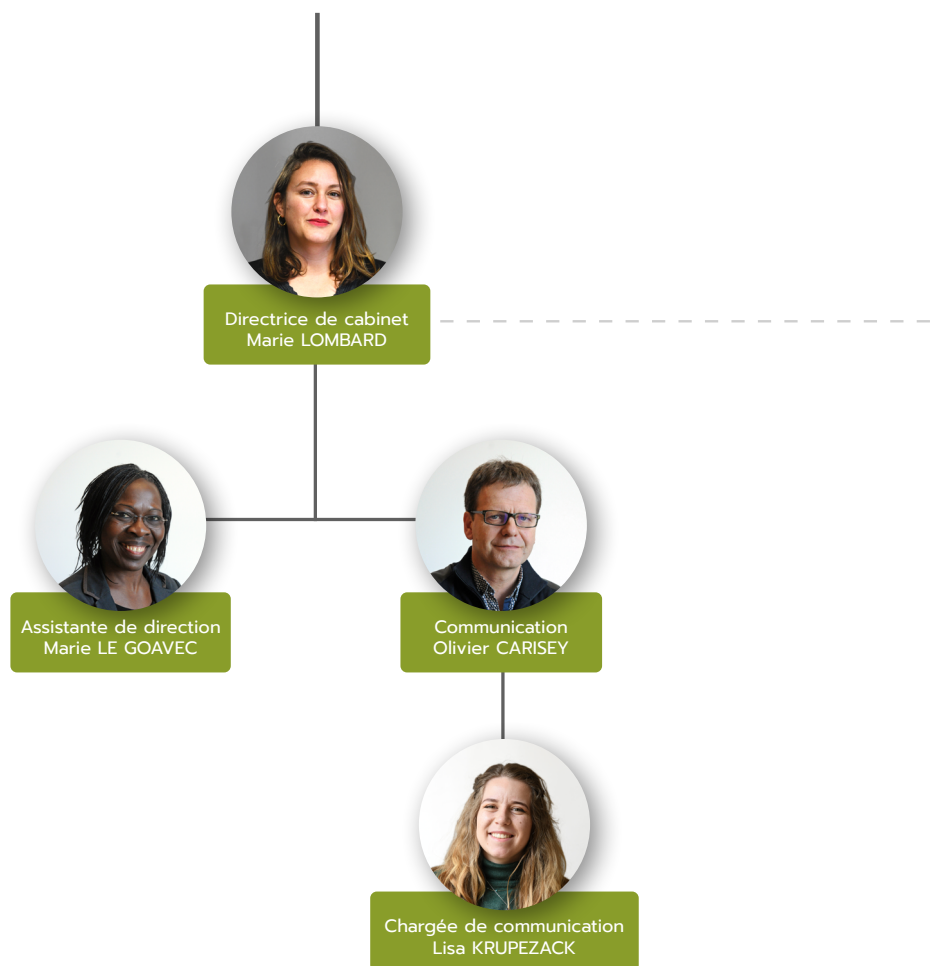 Directrice de cabinet
Marie LOMBARD
Assistante de direction
Marie LE GOAVEC
Communication
Olivier CARISEY
Chargée de communication
Lisa KRUPEZACK